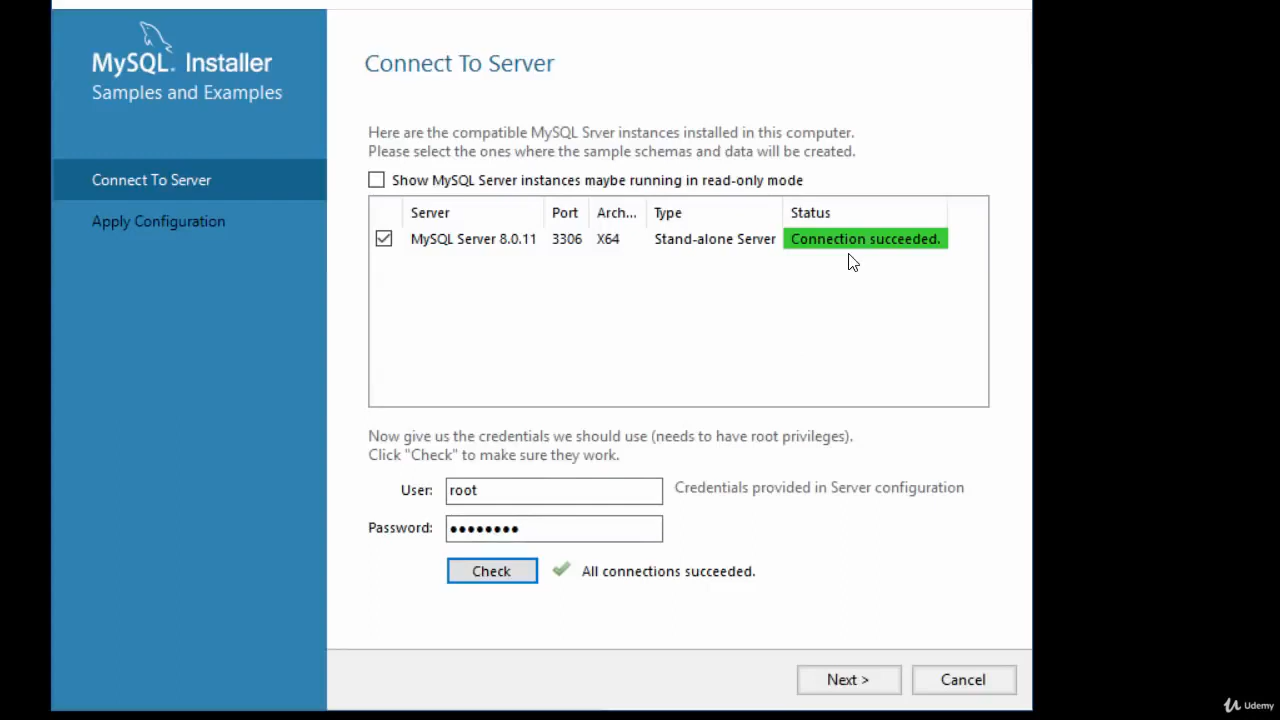 MySQL. Installer
Samples and Examples
Connect To Server
Apply Configuration
Connect To Server
Here are the compatible MySQL Srver instances installed in this computer.
Please select the ones where the sample schemas and data will be created.
Show MySQL Server instances maybe running in read-only mode
Server Port Arch... Type Status
MySQL Server 8.0.11 3306 X64 Stand-alone Server Connection succeeded.
Now give us the credentials we should use (needs to have root privileges).
Click "Check" to make sure they work.
User: root Credentials provided in Server configuration
Password: ●●●●●●●●
Check All connections succeeded.
Next > Cancel
Udemy